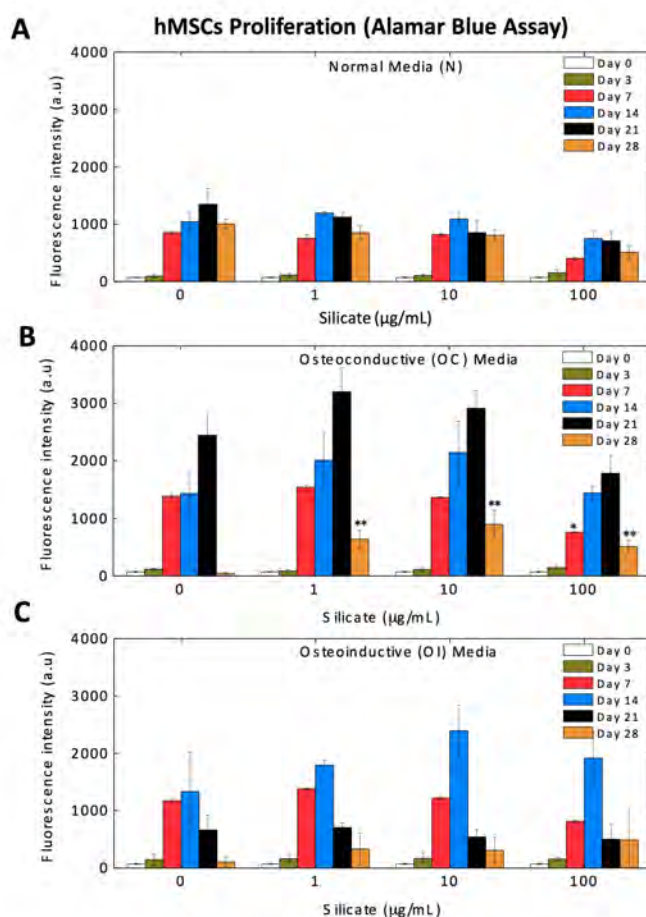 A
hMSCs Proliferation (Alamar Blue Assay)
Normal Media (N)
Day 0
Day 3
Day 7
Day 14
Day 21
Day 28
Fluorescence intensity (a.u)
4000
3000
2000
1000
0
0 1 10 100
Silicate (µg/mL)
B
Osteoconductive (OC) Media
Day 0
Day 3
Day 7
Day 14
Day 21
Day 28
Fluorescence intensity (a.u)
4000
3000
2000
1000
0
** ** * **
0 1 10 100
Silicate (µg/mL)
C
Osteoinductive (OI) Media
Day 0
Day 3
Day 7
Day 14
Day 21
Day 28
Fluorescence intensity (a.u)
4000
3000
2000
1000
0
0 1 10 100
Silicate (µg/mL)